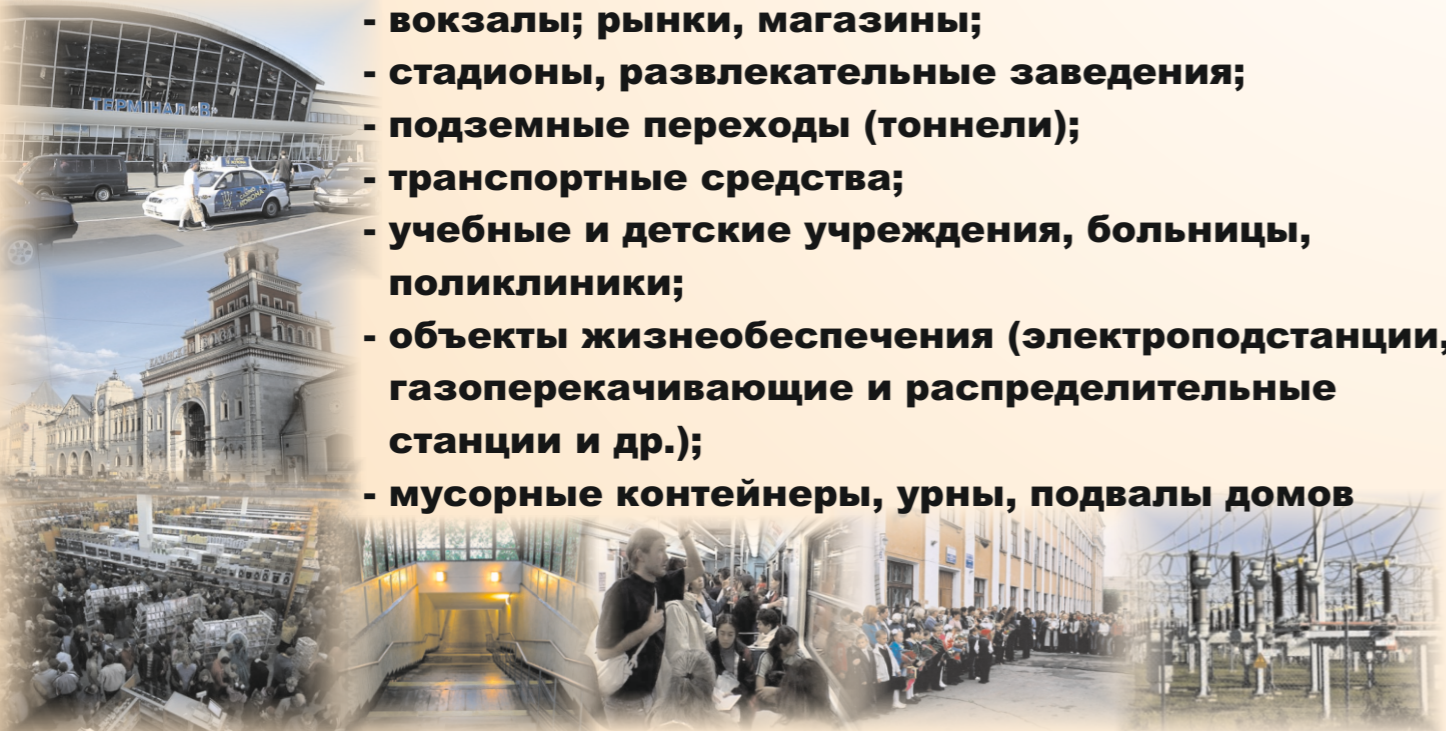 - вокзалы; рынки, магазины;
- стадионы, развлекательные заведения;
- подземные переходы (тоннели);
- транспортные средства;
- учебные и детские учреждения, больницы,
поликлиники;
- объекты жизнеобеспечения (электроподстанции,
газоперекачивающие и распределительные
станции и др.);
- мусорные контейнеры, урны, подвалы домов
ТЕРМІНАЛ «B»